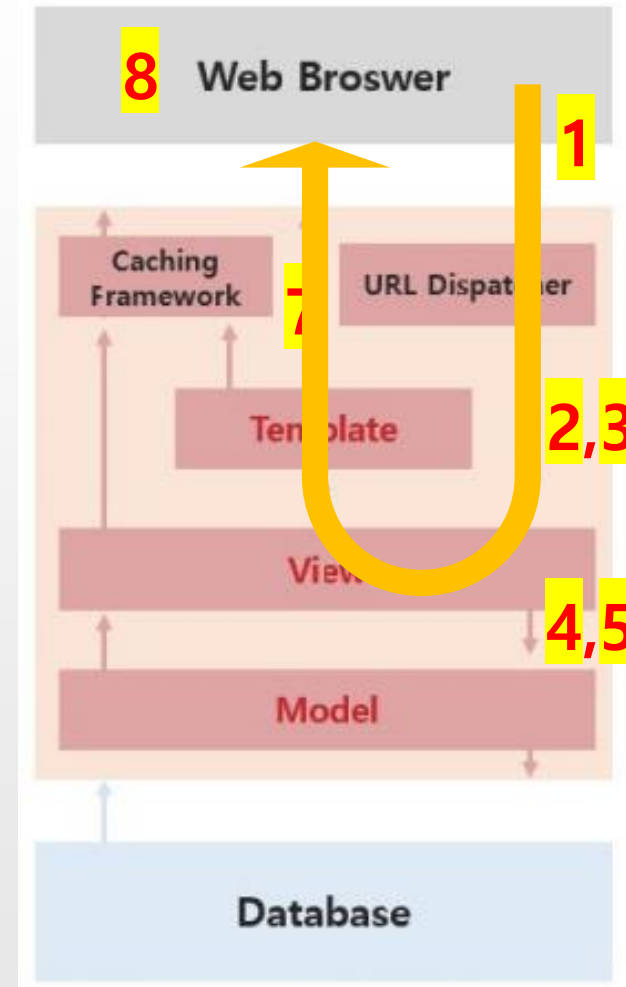 8 Web Broswer
1
Caching
Framework
7
URL Dispatcher
Template
2,3
View
4,5
Model
Database